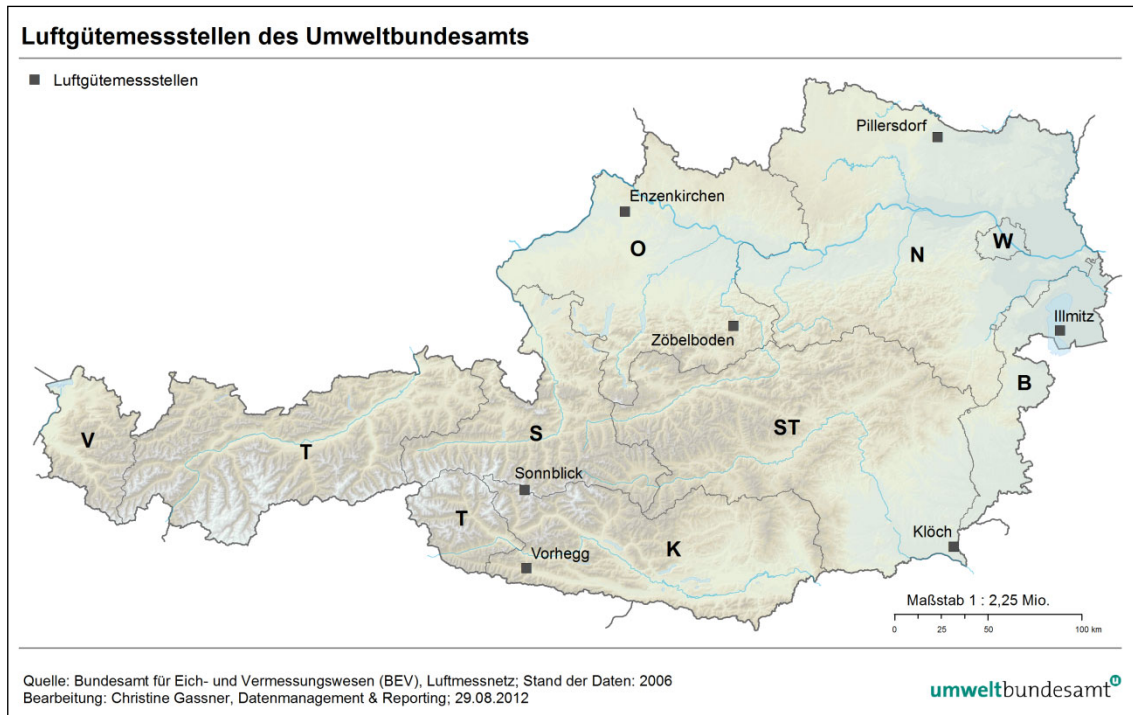 Luftgütemessstellen des Umweltbundesamts
Luftgütemessstellen
Pillersdorf
Enzenkirchen
O
N
W
Illmitz
Zöbelboden
B
V
T
S
ST
Sonnblick
T
K
Klöch
Vorhegg
Maßstab 1 : 2,25 Mio.
0 25 50 100 km
Quelle: Bundesamt für Eich- und Vermessungswesen (BEV), Luftmessnetz; Stand der Daten: 2006
Bearbeitung: Christine Gassner, Datenmanagement & Reporting; 29.08.2012
umweltbundesamt u